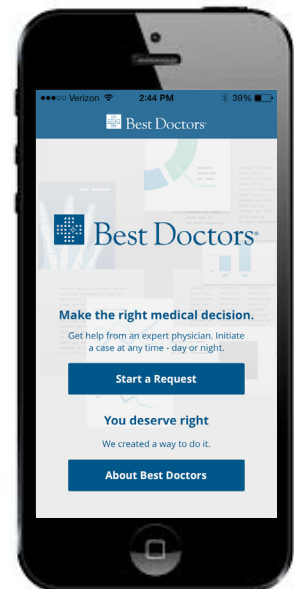 ●●●○○ Verizon 2:44 PM 39%
Best Doctors
Best Doctors®
Make the right medical decision.
Get help from an expert physician. Initiate
a case at any time - day or night.
Start a Request
You deserve right
We created a way to do it.
About Best Doctors